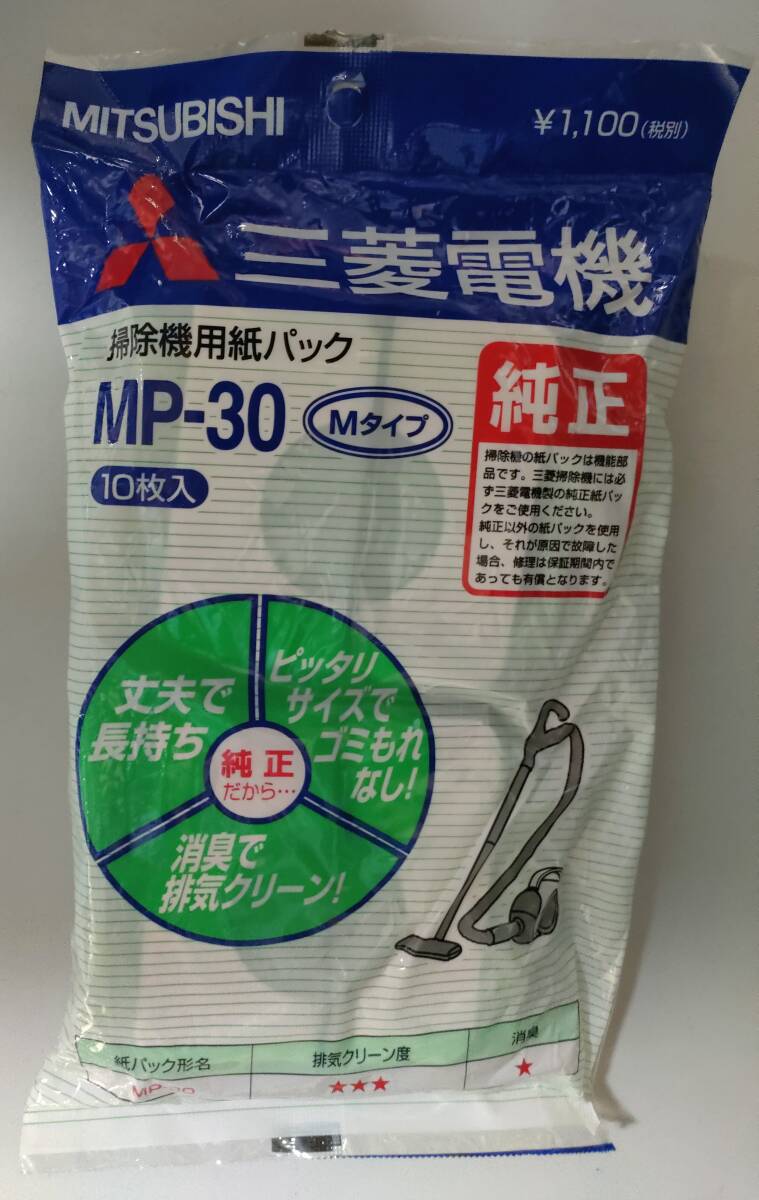 MITSUBISHI
¥1,100(税別)
三菱電機
掃除機用紙パック
MP-30
Mタイプ
10枚入
純正
掃除機の紙パックは機能部
品です。三菱掃除機には必
ず三菱電機製の純正紙パッ
クをご使用ください。
純正以外の紙パックを使用
し、それが原因で故障した
場合、修理は保証期間内で
あっても有償となります。
丈夫で
長持ち
ピッタリ
サイズで
ゴミもれ
なし!
純正
だから…
消臭で
排気クリーン!
紙パック形名
排気クリーン度
消臭
MP-30
★★★
★